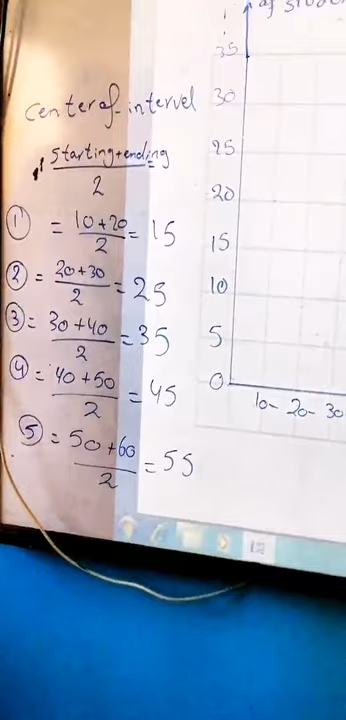 of stude
center of interval
starting+ending
2
① = 10+20 / 2 = 15
② = 20+30 / 2 = 25
③ = 30+40 / 2 = 35
④ = 40+50 / 2 = 45
⑤ = 50+60 / 2 = 55
35
30
25
20
15
10
5
0
10- 20- 30